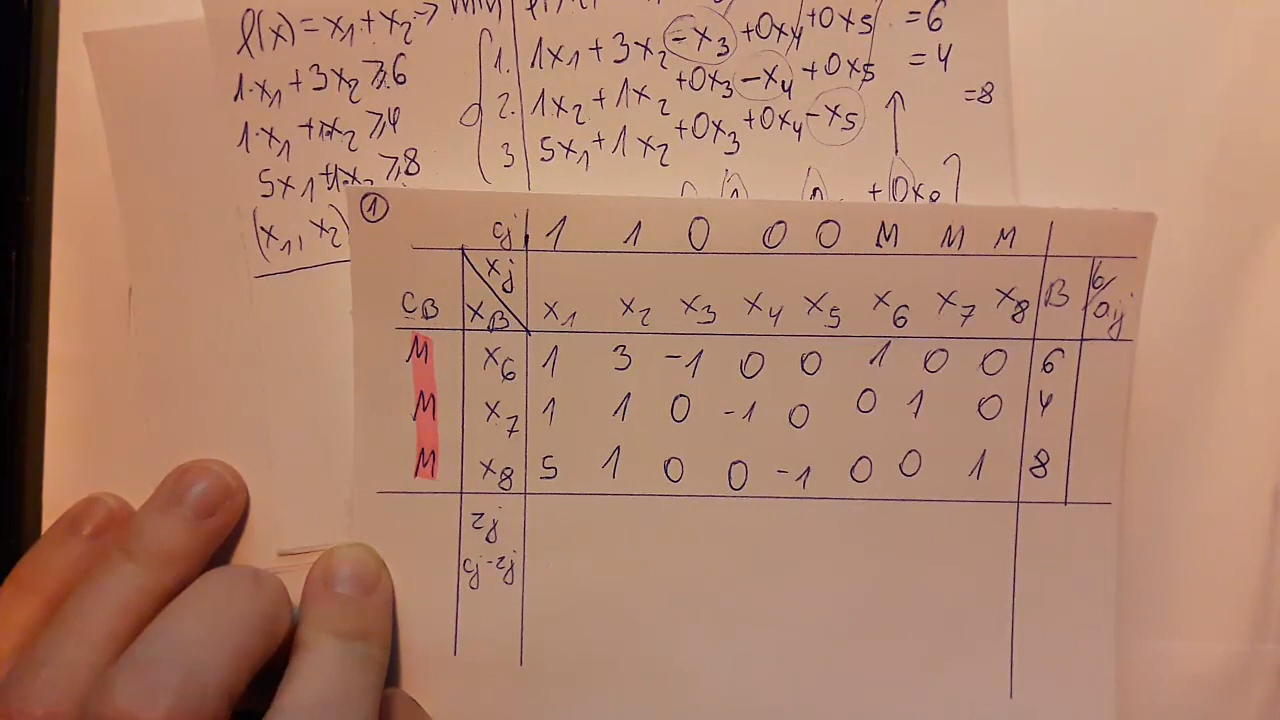 f(x) = x1 + x2 →
1·x1 + 3x2 ≥ 6
1·x1 + 1x2 ≥ 4
5x1 + 1x2 ≥ 8
(x1, x2)
1. 1x1 + 3x2 - x3 + 0x4 + 0x5 = 6
2. 1x2 + 1x2 + 0x3 - x4 + 0x5 = 4
3 5x1 + 1x2 + 0x3 + 0x4 - x5 = 8
+ 0x8
①
cj 1 1 0 0 0 M M M
CB xB xj x1 x2 x3 x4 x5 x6 x7 x8 B b/aij
M x6 1 3 -1 0 0 1 0 0 6
M x7 1 1 0 -1 0 0 1 0 4
M x8 5 1 0 0 -1 0 0 1 8
zj
cj-zj